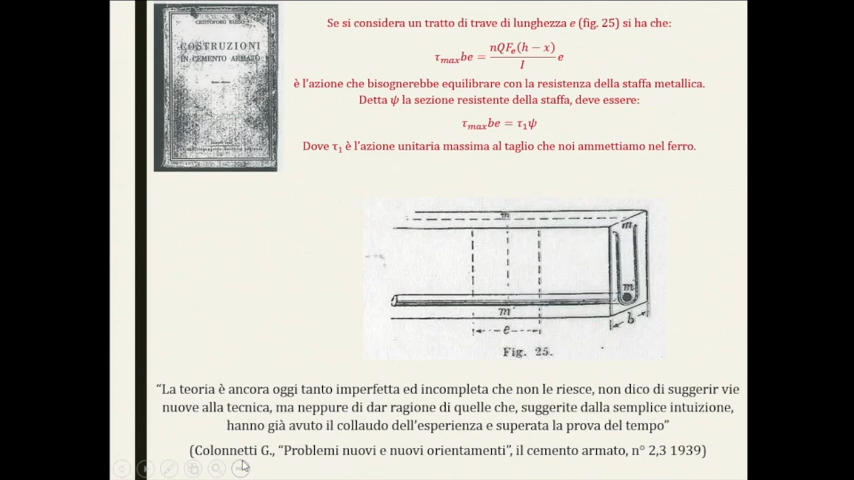 COSTRUZIONI
IN CEMENTO ARMATO
Se si considera un tratto di trave di lunghezza e (fig. 25) si ha che:
τmax be = nQFe(h − x) / I e
è l'azione che bisognerebbe equilibrare con la resistenza della staffa metallica.
Detta ψ la sezione resistente della staffa, deve essere:
τmax be = τ1ψ
Dove τ1 è l'azione unitaria massima al taglio che noi ammettiamo nel ferro.
m
m
m
m
e
b
Fig. 25.
“La teoria è ancora oggi tanto imperfetta ed incompleta che non le riesce, non dico di suggerir vie
nuove alla tecnica, ma neppure di dar ragione di quelle che, suggerite dalla semplice intuizione,
hanno già avuto il collaudo dell'esperienza e superata la prova del tempo”
(Colonnetti G., “Problemi nuovi e nuovi orientamenti”, il cemento armato, n° 2,3 1939)